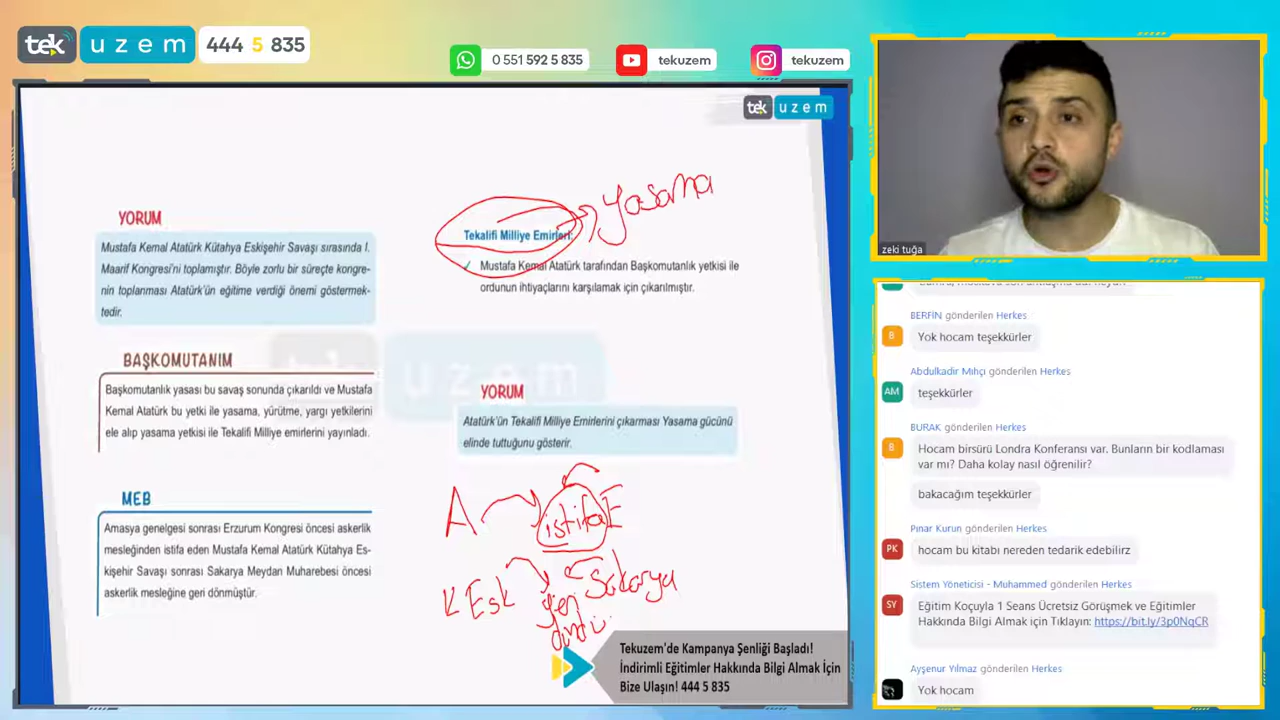 tek uzem 444 5 835
0 551 592 5 835
tekuzem
tekuzem
tek uzem
YORUM
Mustafa Kemal Atatürk Kütahya Eskişehir Savaşı sırasında I.
Maarif Kongresi'ni toplamıştır. Böyle zorlu bir süreçte kongre-
nin toplanması Atatürk'ün eğitime verdiği önemi göstermek-
tedir.
BAŞKOMUTANIM
Başkomutanlık yasası bu savaş sonunda çıkarıldı ve Mustafa
Kemal Atatürk bu yetki ile yasama, yürütme, yargı yetkilerini
ele alıp yasama yetkisi ile Tekalifi Milliye emirlerini yayınladı.
MEB
Amasya genelgesi sonrası Erzurum Kongresi öncesi askerlik
mesleğinden istifa eden Mustafa Kemal Atatürk Kütahya Es-
kişehir Savaşı sonrası Sakarya Meydan Muharebesi öncesi
askerlik mesleğine geri dönmüştür.
Yasama
Tekalifi Milliye Emirleri:
✓ Mustafa Kemal Atatürk tarafından Başkomutanlık yetkisi ile
ordunun ihtiyaçlarını karşılamak için çıkarılmıştır.
uzem
YORUM
Atatürk'ün Tekalifi Milliye Emirlerini çıkarması Yasama gücünü
elinde tuttuğunu gösterir.
A istifa E
K Esk geri Sakarya
döndü
Tekuzem'de Kampanya Şenliği Başladı!
İndirimli Eğitimler Hakkında Bilgi Almak İçin
Bize Ulaşın! 444 5 835
zeki tuğa
BERFİN gönderilen Herkes
B Yok hocam teşekkürler
Abdulkadir Mıhçı gönderilen Herkes
AM teşekkürler
BURAK gönderilen Herkes
B Hocam birsürü Londra Konferansı var. Bunların bir kodlaması
var mı? Daha kolay nasıl öğrenilir?
bakacağım teşekkürler
Pınar Kurun gönderilen Herkes
PK hocam bu kitabı nereden tedarik edebiliriz
Sistem Yöneticisi - Muhammed gönderilen Herkes
SY Eğitim Koçuyla 1 Seans Ücretsiz Görüşmek ve Eğitimler
Hakkında Bilgi Almak için Tıklayın: https://bit.ly/3p0NqCR
Ayşenur Yılmaz gönderilen Herkes
Yok hocam